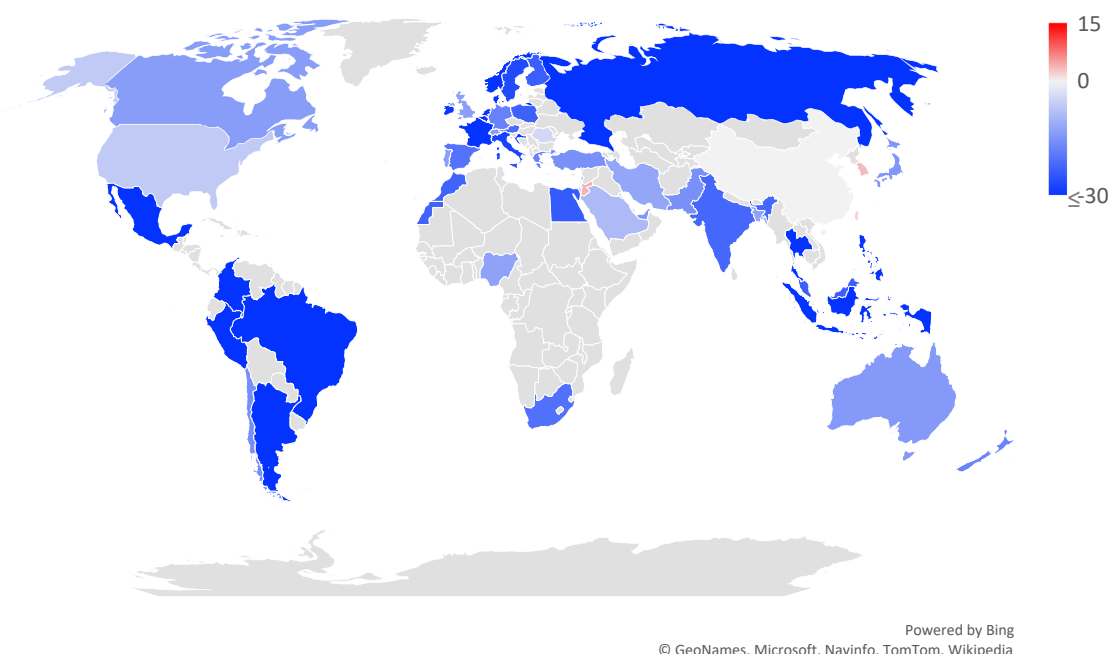 15
0
≤-30
Powered by Bing
© GeoNames, Microsoft, Navinfo, TomTom, Wikipedia